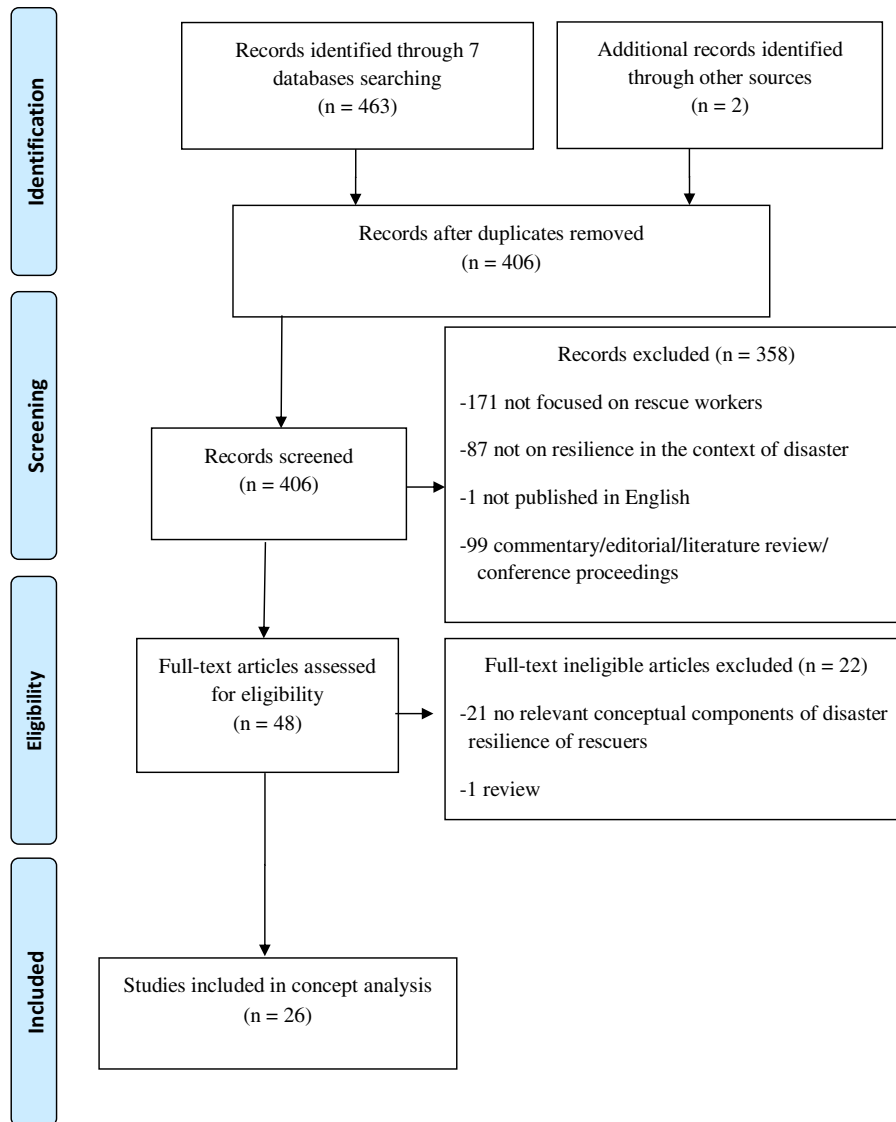 Identification
Records identified through 7
databases searching
(n = 463)
Additional records identified
through other sources
(n = 2)
Records after duplicates removed
(n = 406)
Screening
Records screened
(n = 406)
Records excluded (n = 358)
-171 not focused on rescue workers
-87 not on resilience in the context of disaster
-1 not published in English
-99 commentary/editorial/literature review/
conference proceedings
Eligibility
Full-text articles assessed
for eligibility
(n = 48)
Full-text ineligible articles excluded (n = 22)
-21 no relevant conceptual components of disaster
resilience of rescuers
-1 review
Included
Studies included in concept analysis
(n = 26)